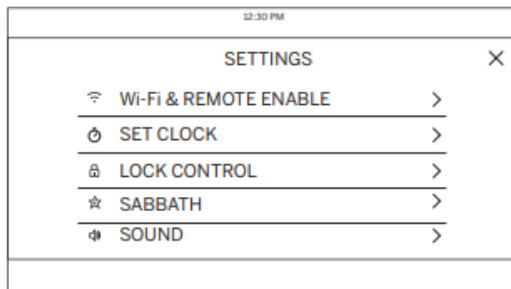 12:30 PM
SETTINGS
Wi-Fi & REMOTE ENABLE
SET CLOCK
LOCK CONTROL
SABBATH
SOUND